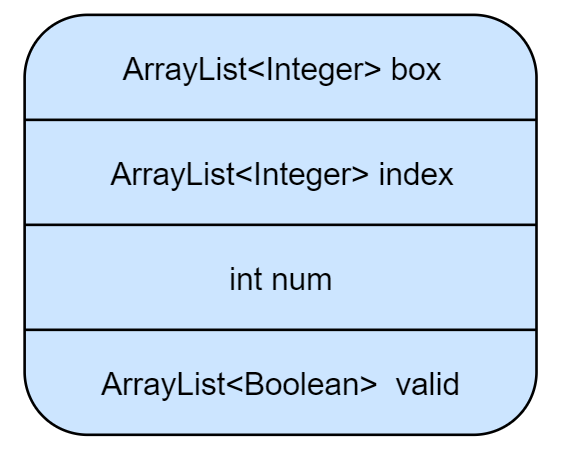 ArrayList<Integer> box
ArrayList<Integer> index
int num
ArrayList<Boolean>  valid